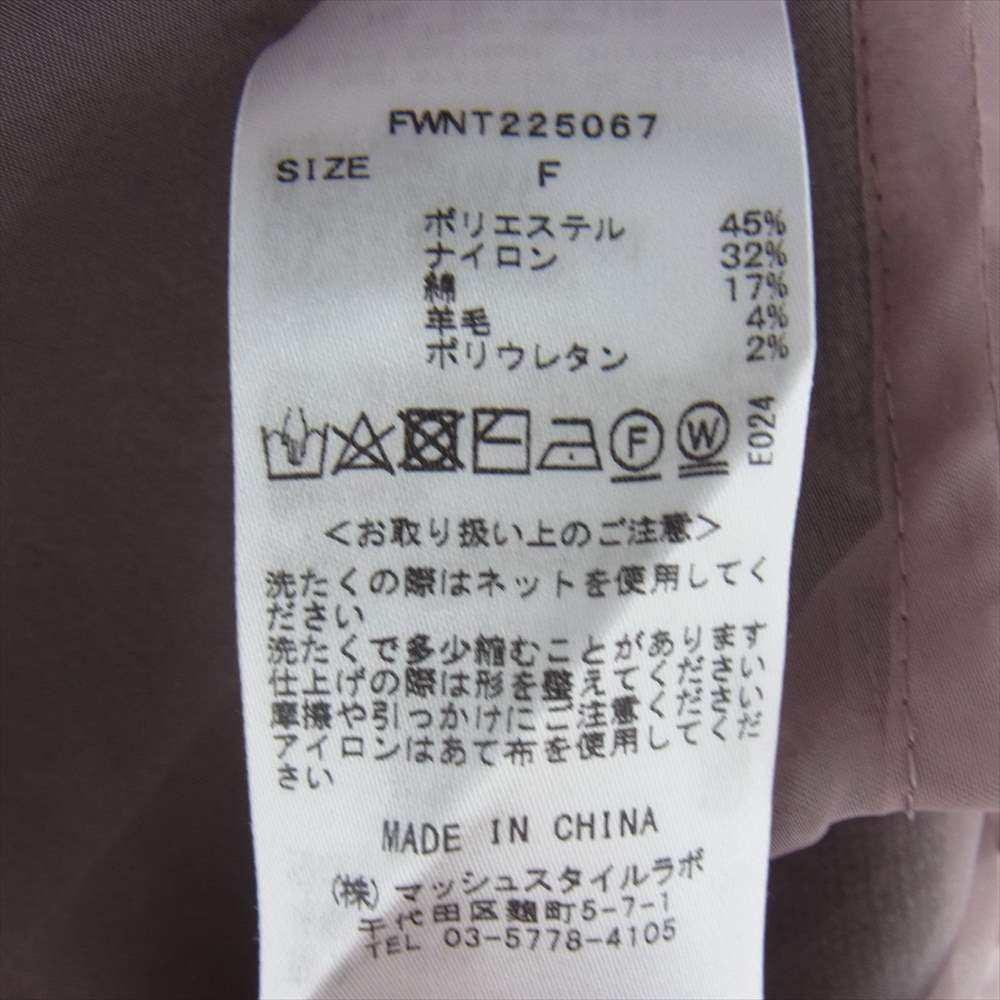 FWNT225067
SIZE F
ポリエステル 45%
ナイロン 32%
綿 17%
羊毛 4%
ポリウレタン 2%
F W E024
<お取り扱い上のご注意>
洗たくの際はネットを使用してく
ださい
洗たくで多少縮むことがあります
仕上げの際は形を整えてください
摩擦や引っかけにご注意ください
アイロンはあて布を使用してくだ
さい
MADE IN CHINA
(株)マッシュスタイルラボ
千代田区麹町5-7-1
TEL 03-5778-4105